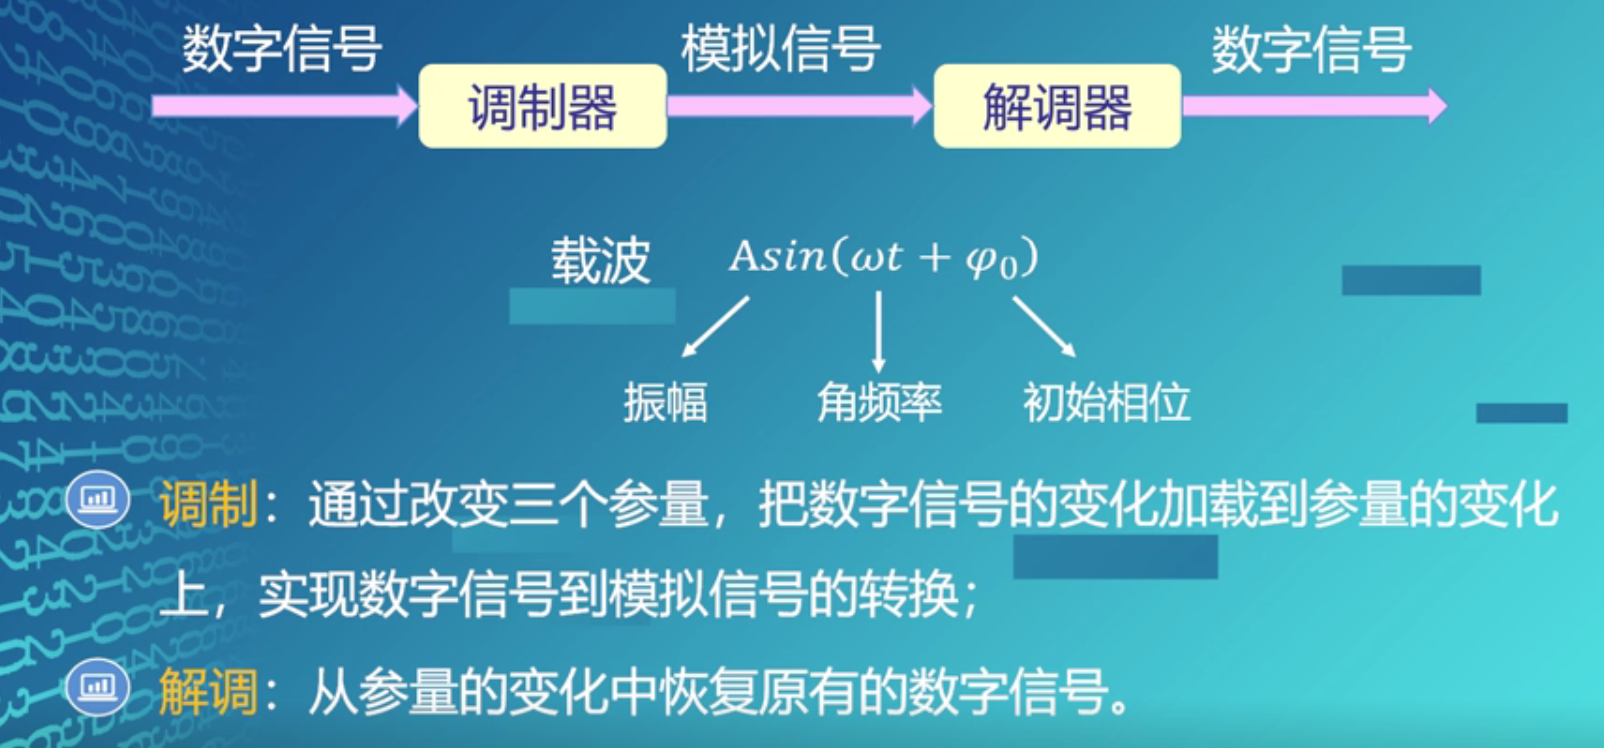 数字信号 模拟信号 数字信号
调制器 解调器
载波 Asin(ωt + φ₀)
振幅 角频率 初始相位
调制：通过改变三个参量，把数字信号的变化加载到参量的变化
上，实现数字信号到模拟信号的转换；
解调：从参量的变化中恢复原有的数字信号。